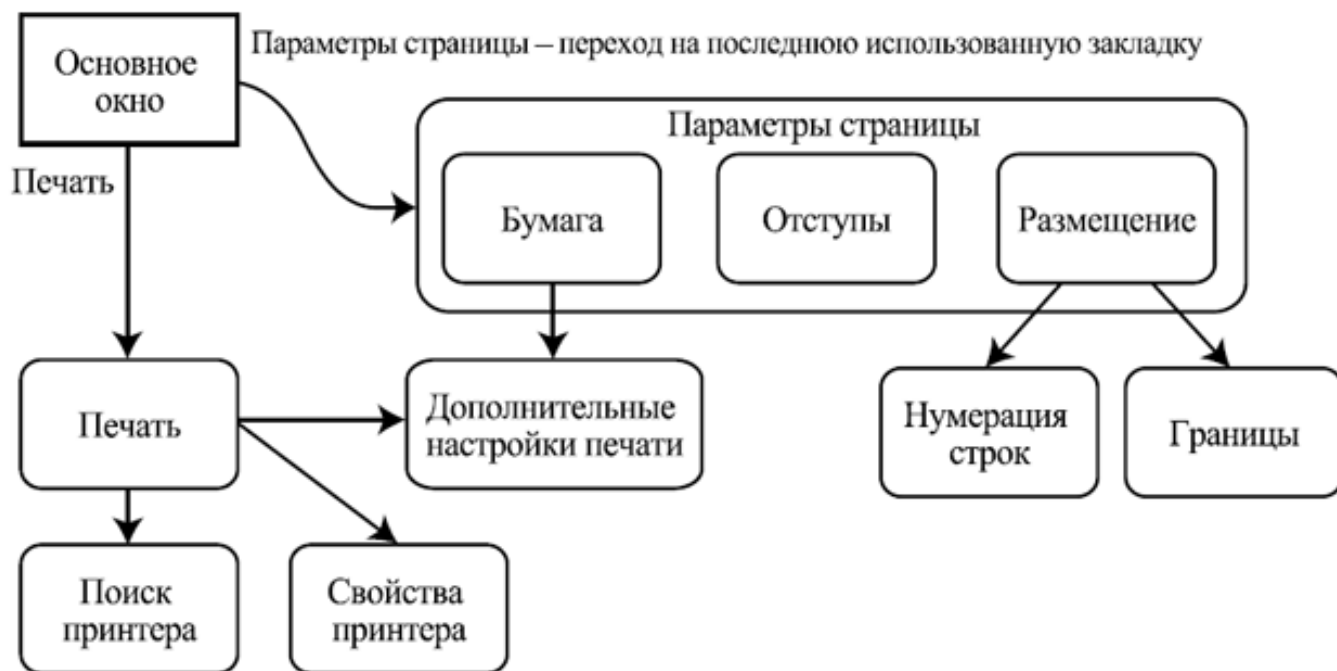 Основное
окно
Параметры страницы – переход на последнюю использованную закладку
Параметры страницы
Печать
Бумага
Отступы
Размещение
Печать
Дополнительные
настройки печати
Нумерация
строк
Границы
Поиск
принтера
Свойства
принтера